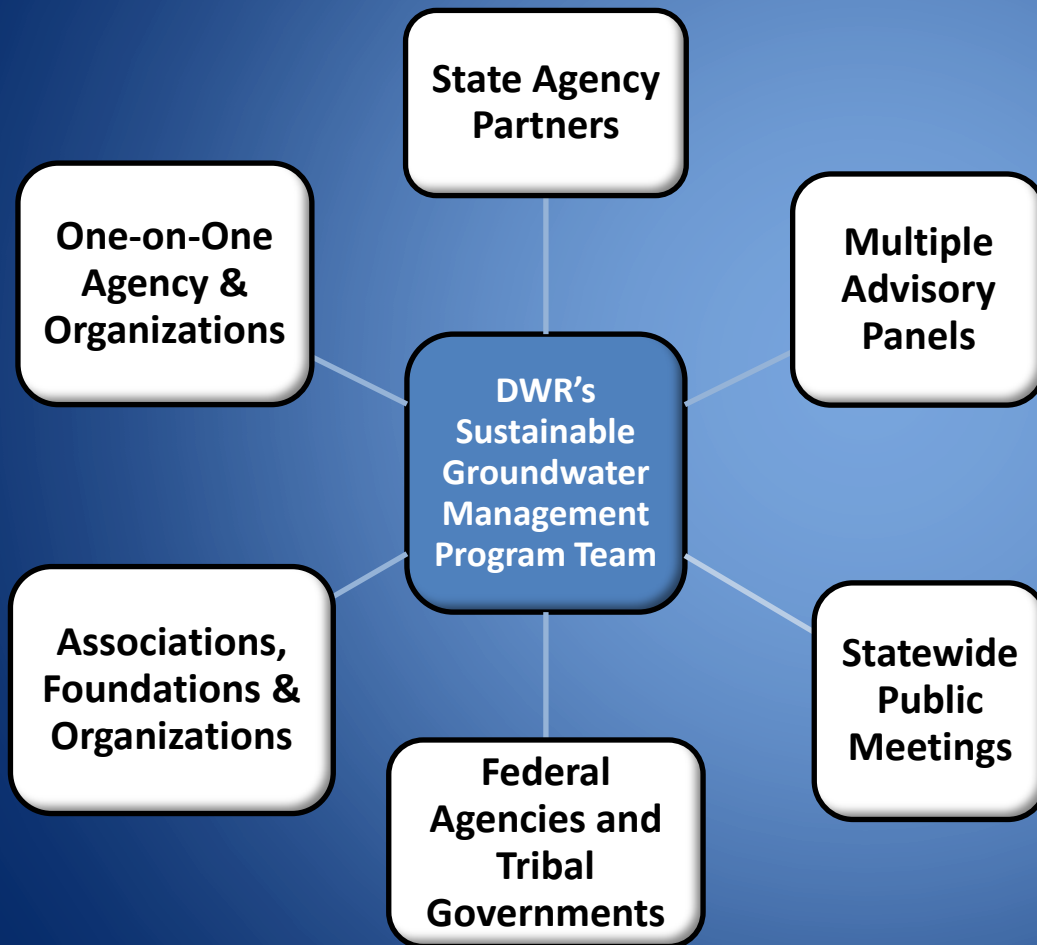 State Agency
Partners
One-on-One
Agency &
Organizations
Multiple
Advisory
Panels
DWR’s
Sustainable
Groundwater
Management
Program Team
Associations,
Foundations &
Organizations
Statewide
Public
Meetings
Federal
Agencies and
Tribal
Governments